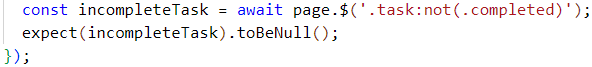 const incompleteTask = await page.$('.task:not(.completed)');
expect(incompleteTask).toBeNull();
});